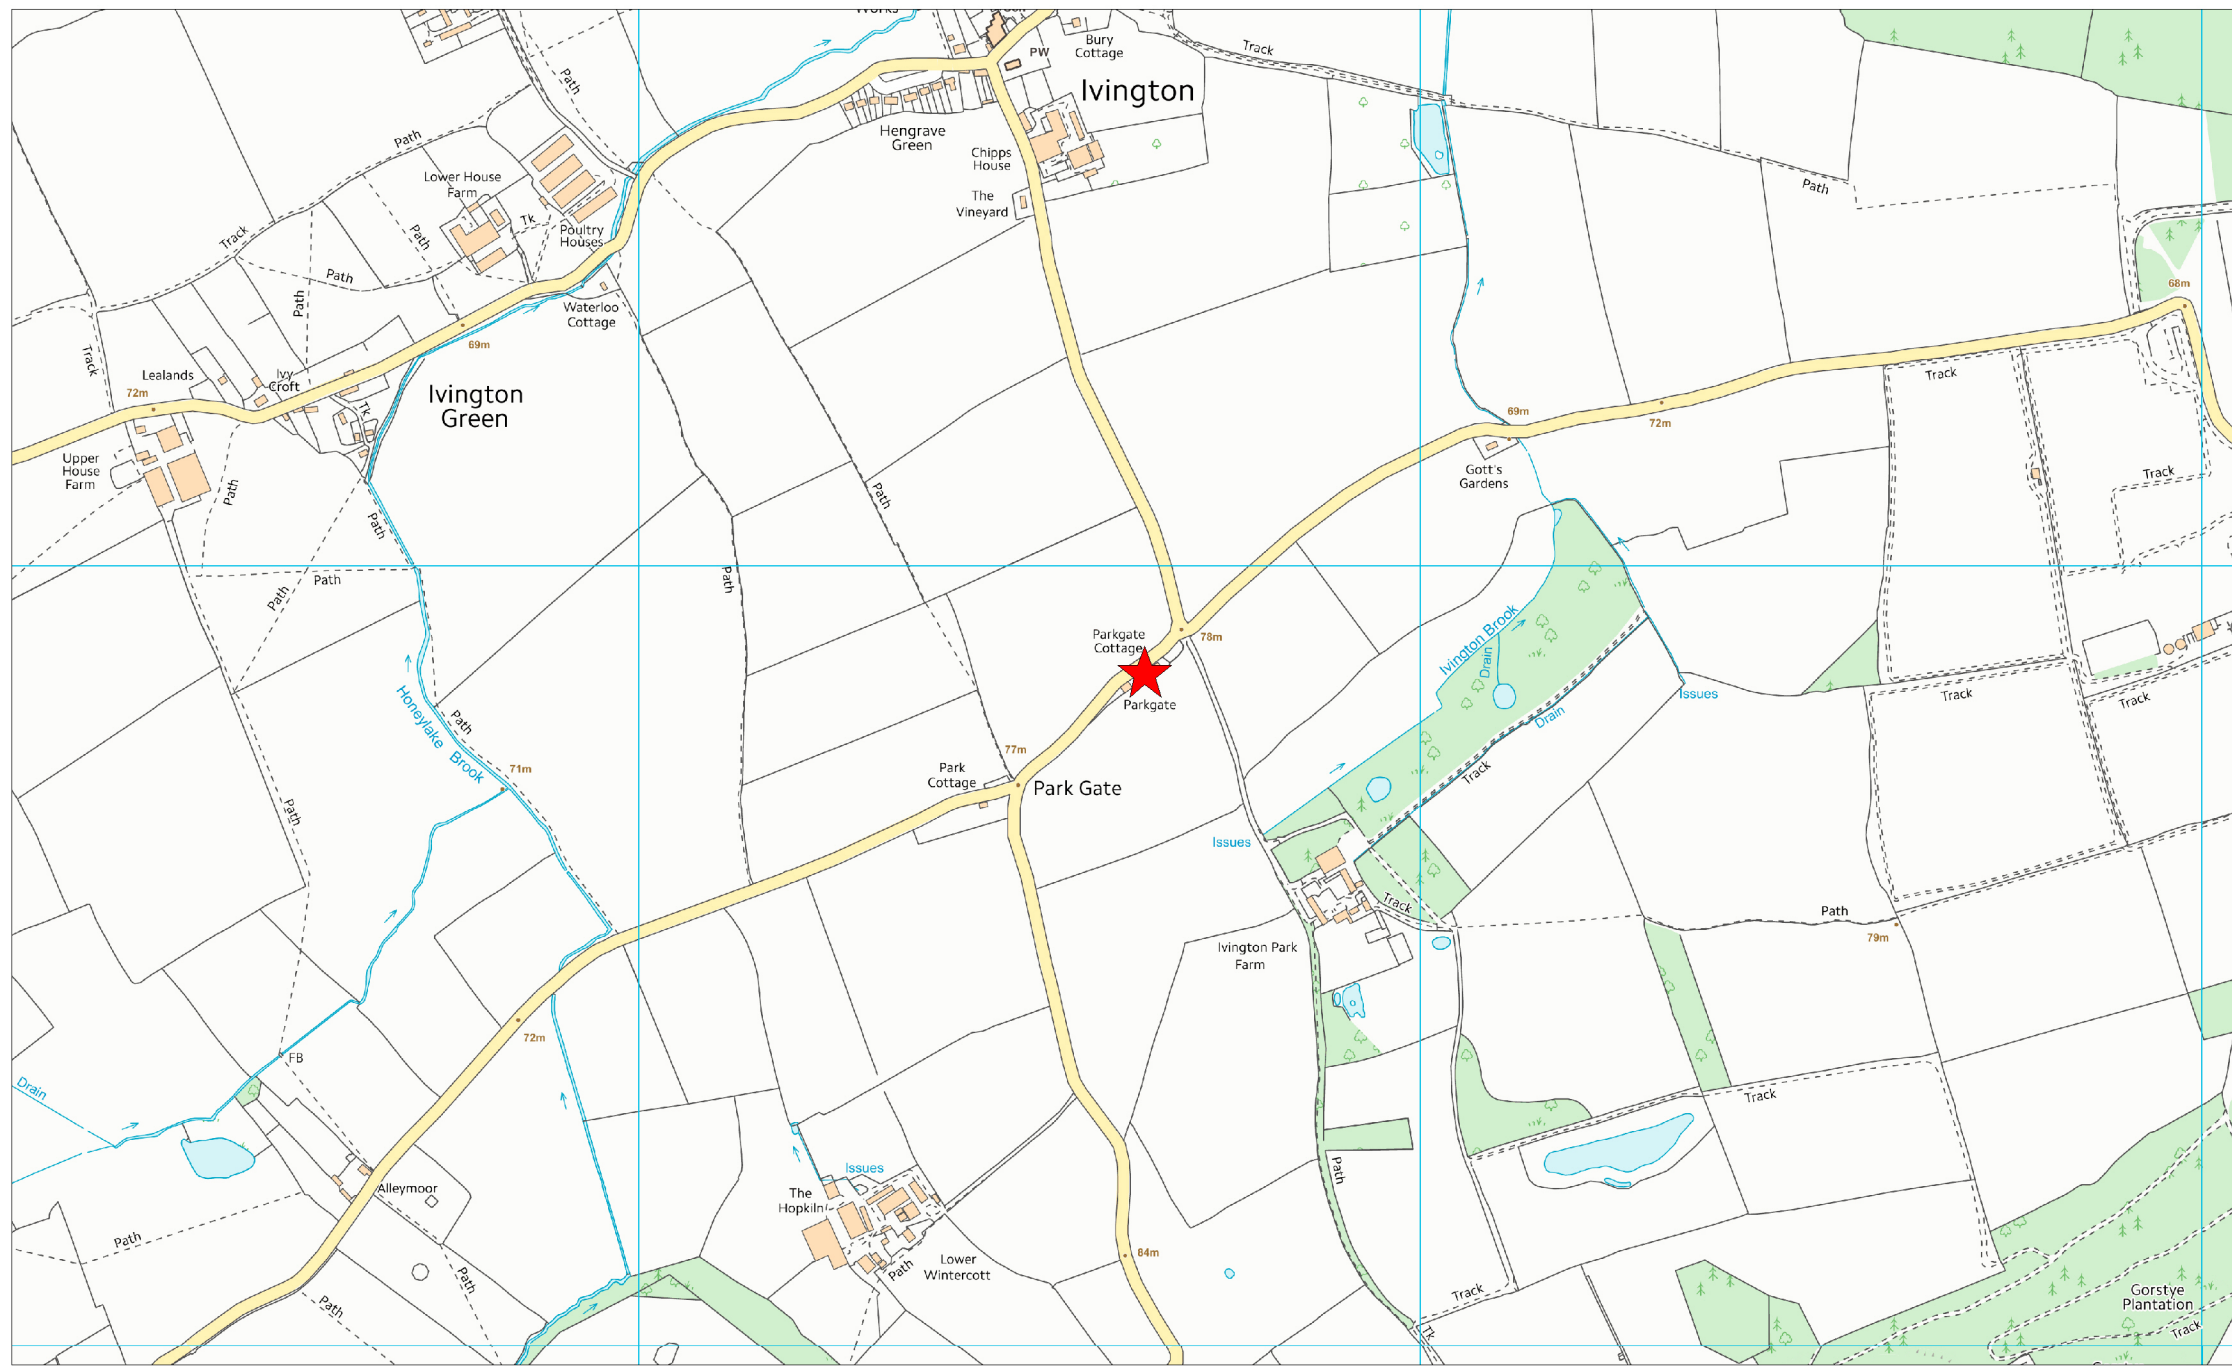 Works
PW
Bury
Cottage
Track
Ivington
Path
Path
Hengrave
Green
Chipps
House
Lower House
Farm
The
Vineyard
Path
Tk
Poultry
Houses
Track
Path
Path
Path
Waterloo
Cottage
68m
Track
69m
Lealands
Ivy
Croft
72m
Tk
Ivington
Green
Track
69m
72m
Upper
House
Farm
Path
Path
Path
Gott's
Gardens
Track
Path
Path
Path
Ivington Brook
Drain
Parkgate
Cottage
78m
Parkgate
Issues
Track
Track
Honeylake Brook
Path
Drain
Track
71m
77m
Park
Cottage
Park Gate
Path
Issues
Track
Path
79m
Ivington Park
Farm
72m
FB
Drain
Track
Alleymoor
Issues
The
Hopkiln
Path
Path
Path
Path
Path
Lower
Wintercott
84m
Track
Tk
Gorstye
Plantation
Track